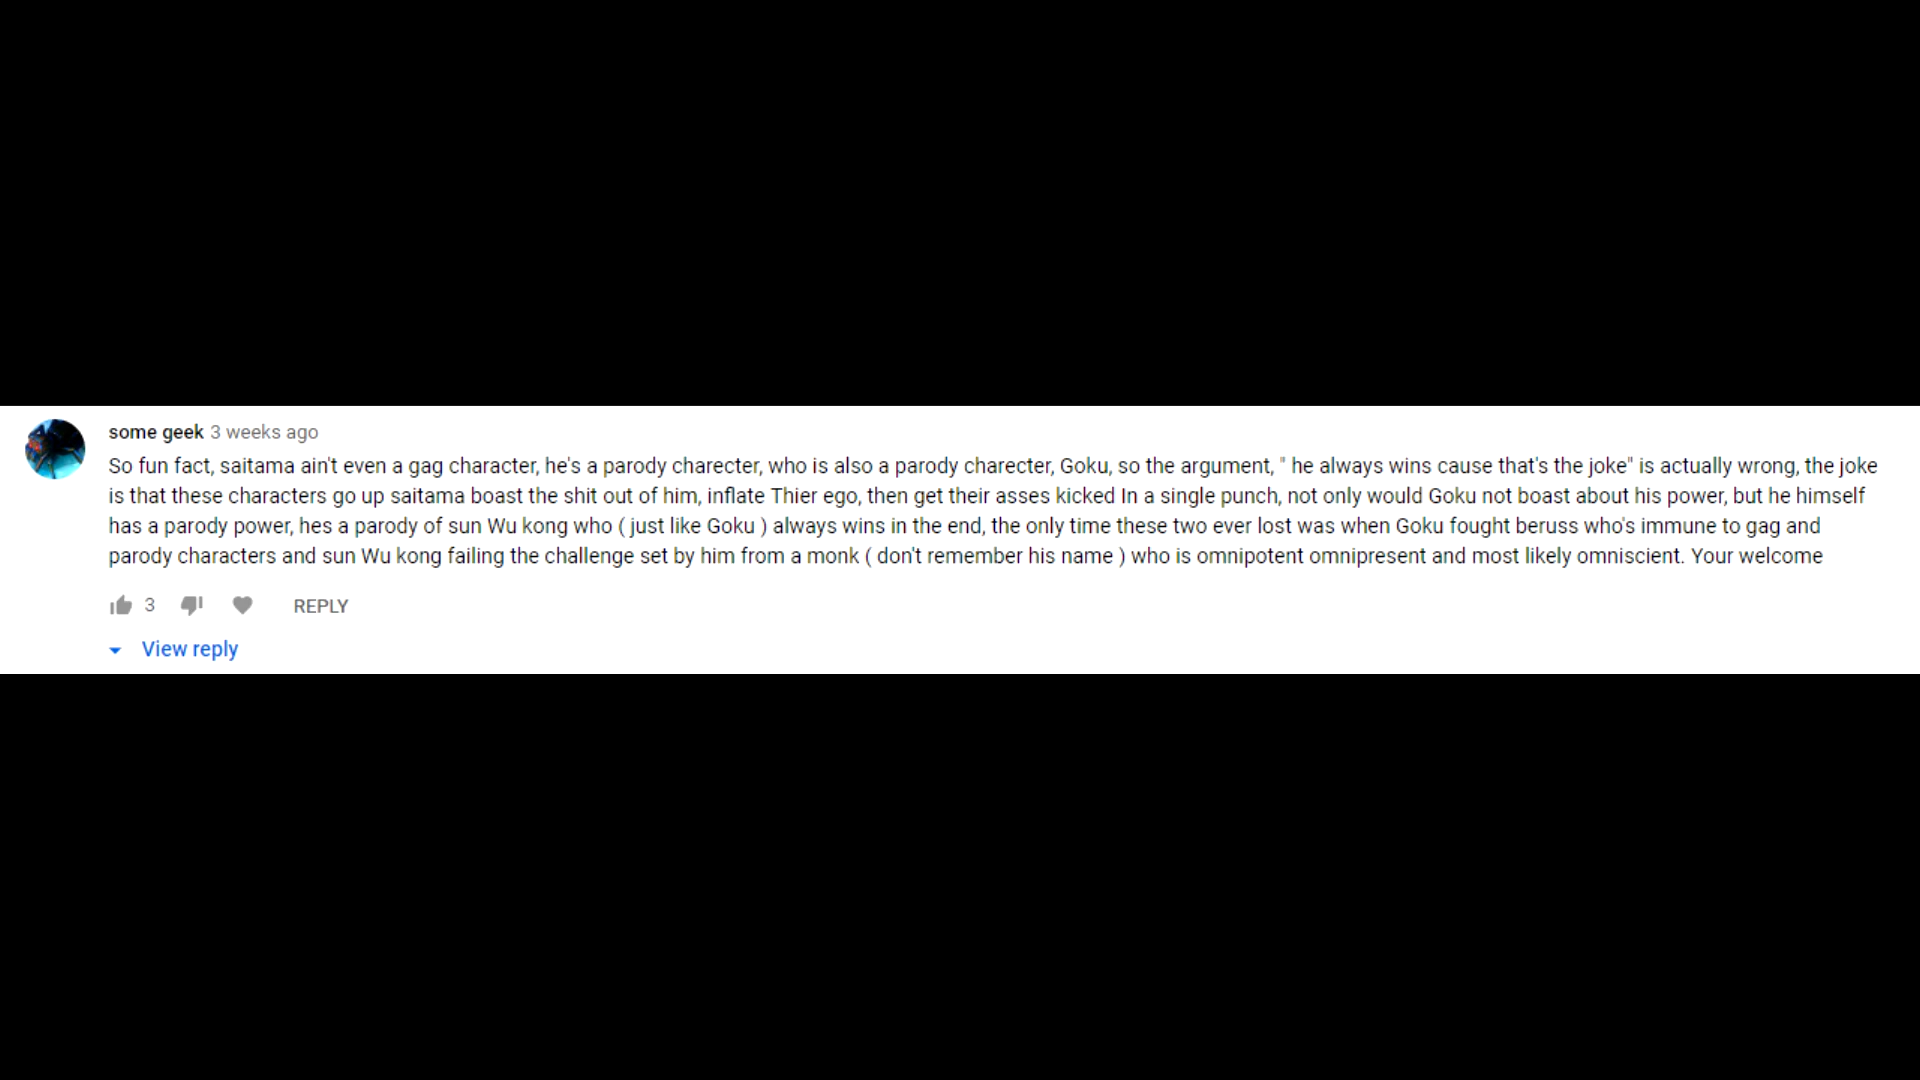 some geek 3 weeks ago
So fun fact, saitama ain't even a gag character, he's a parody charecter, who is also a parody charecter, Goku, so the argument, " he always wins cause that's the joke" is actually wrong, the joke
is that these characters go up saitama boast the shit out of him, inflate Thier ego, then get their asses kicked In a single punch, not only would Goku not boast about his power, but he himself
has a parody power, hes a parody of sun Wu kong who ( just like Goku ) always wins in the end, the only time these two ever lost was when Goku fought beruss who's immune to gag and
parody characters and sun Wu kong failing the challenge set by him from a monk ( don't remember his name ) who is omnipotent omnipresent and most likely omniscient. Your welcome
3 REPLY
View reply